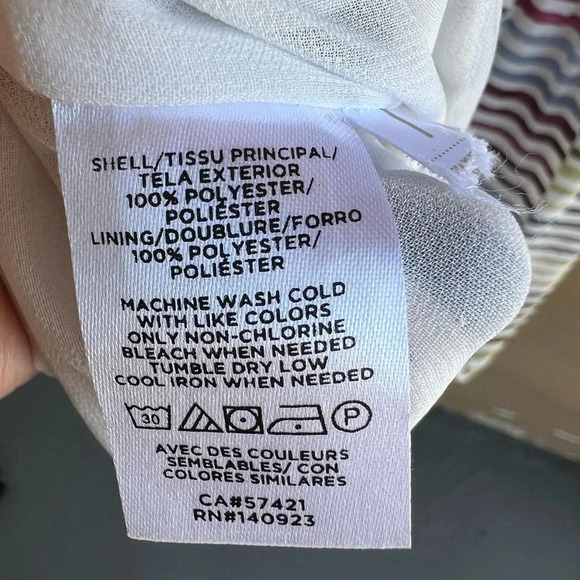 SHELL/TISSU PRINCIPAL/
TELA EXTERIOR
100% POLYESTER/
POLIÉSTER
LINING/DOUBLURE/FORRO
100% POLYESTER/
POLIÉSTER
MACHINE WASH COLD
WITH LIKE COLORS
ONLY NON-CHLORINE
BLEACH WHEN NEEDED
TUMBLE DRY LOW
COOL IRON WHEN NEEDED
30 P
AVEC DES COULEURS
SEMBLABLES/ CON
COLORES SIMILARES
CA#57421
RN#140923